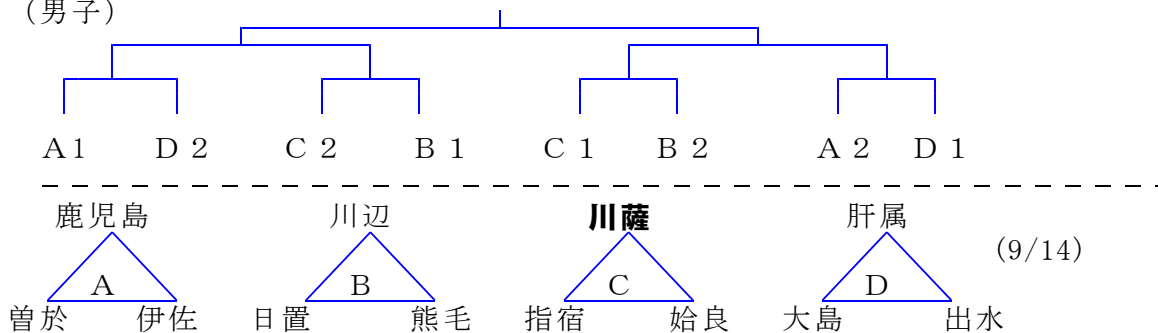 （男子）
A1 D２ C２ B１ C１ B２ A２ D１
鹿児島 川辺 川薩 肝属
(9/14)
A B C D
曽於 伊佐 日置 熊毛 指宿 姶良 大島 出水